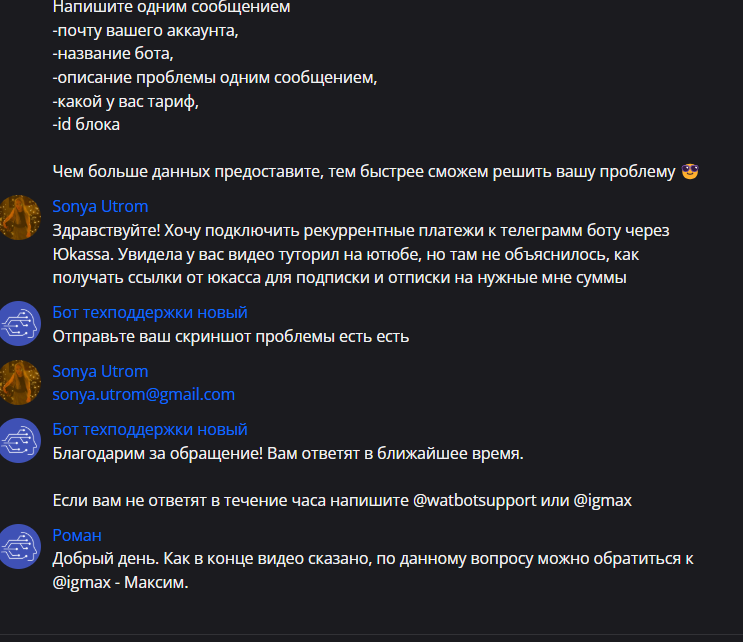 Напишите одним сообщением
-почту вашего аккаунта,
-название бота,
-описание проблемы одним сообщением,
-какой у вас тариф,
-id блока
Чем больше данных предоставите, тем быстрее сможем решить вашу проблему 😎
Sonya Utrom
Здравствуйте! Хочу подключить рекуррентные платежи к телеграмм боту через
Юkassa. Увидела у вас видео туторил на ютюбе, но там не объяснилось, как
получать ссылки от юкасса для подписки и отписки на нужные мне суммы
Бот техподдержки новый
Отправьте ваш скриншот проблемы есть есть
Sonya Utrom
sonya.utrom@gmail.com
Бот техподдержки новый
Благодарим за обращение! Вам ответят в ближайшее время.
Если вам не ответят в течение часа напишите @watbotsupport или @igmax
Роман
Добрый день. Как в конце видео сказано, по данному вопросу можно обратиться к
@igmax - Максим.